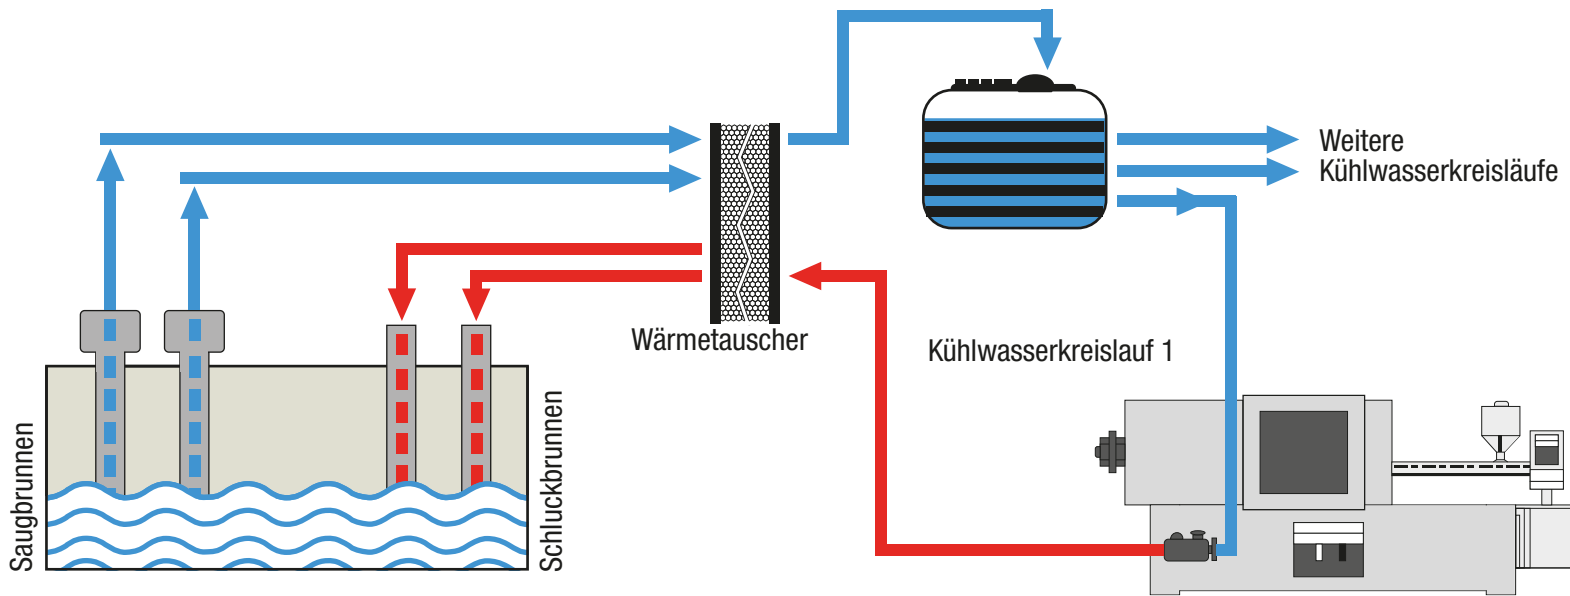 Weitere
Kühlwasserkreisläufe
Wärmetauscher
Kühlwasserkreislauf 1
Saugbrunnen
Schluckbrunnen